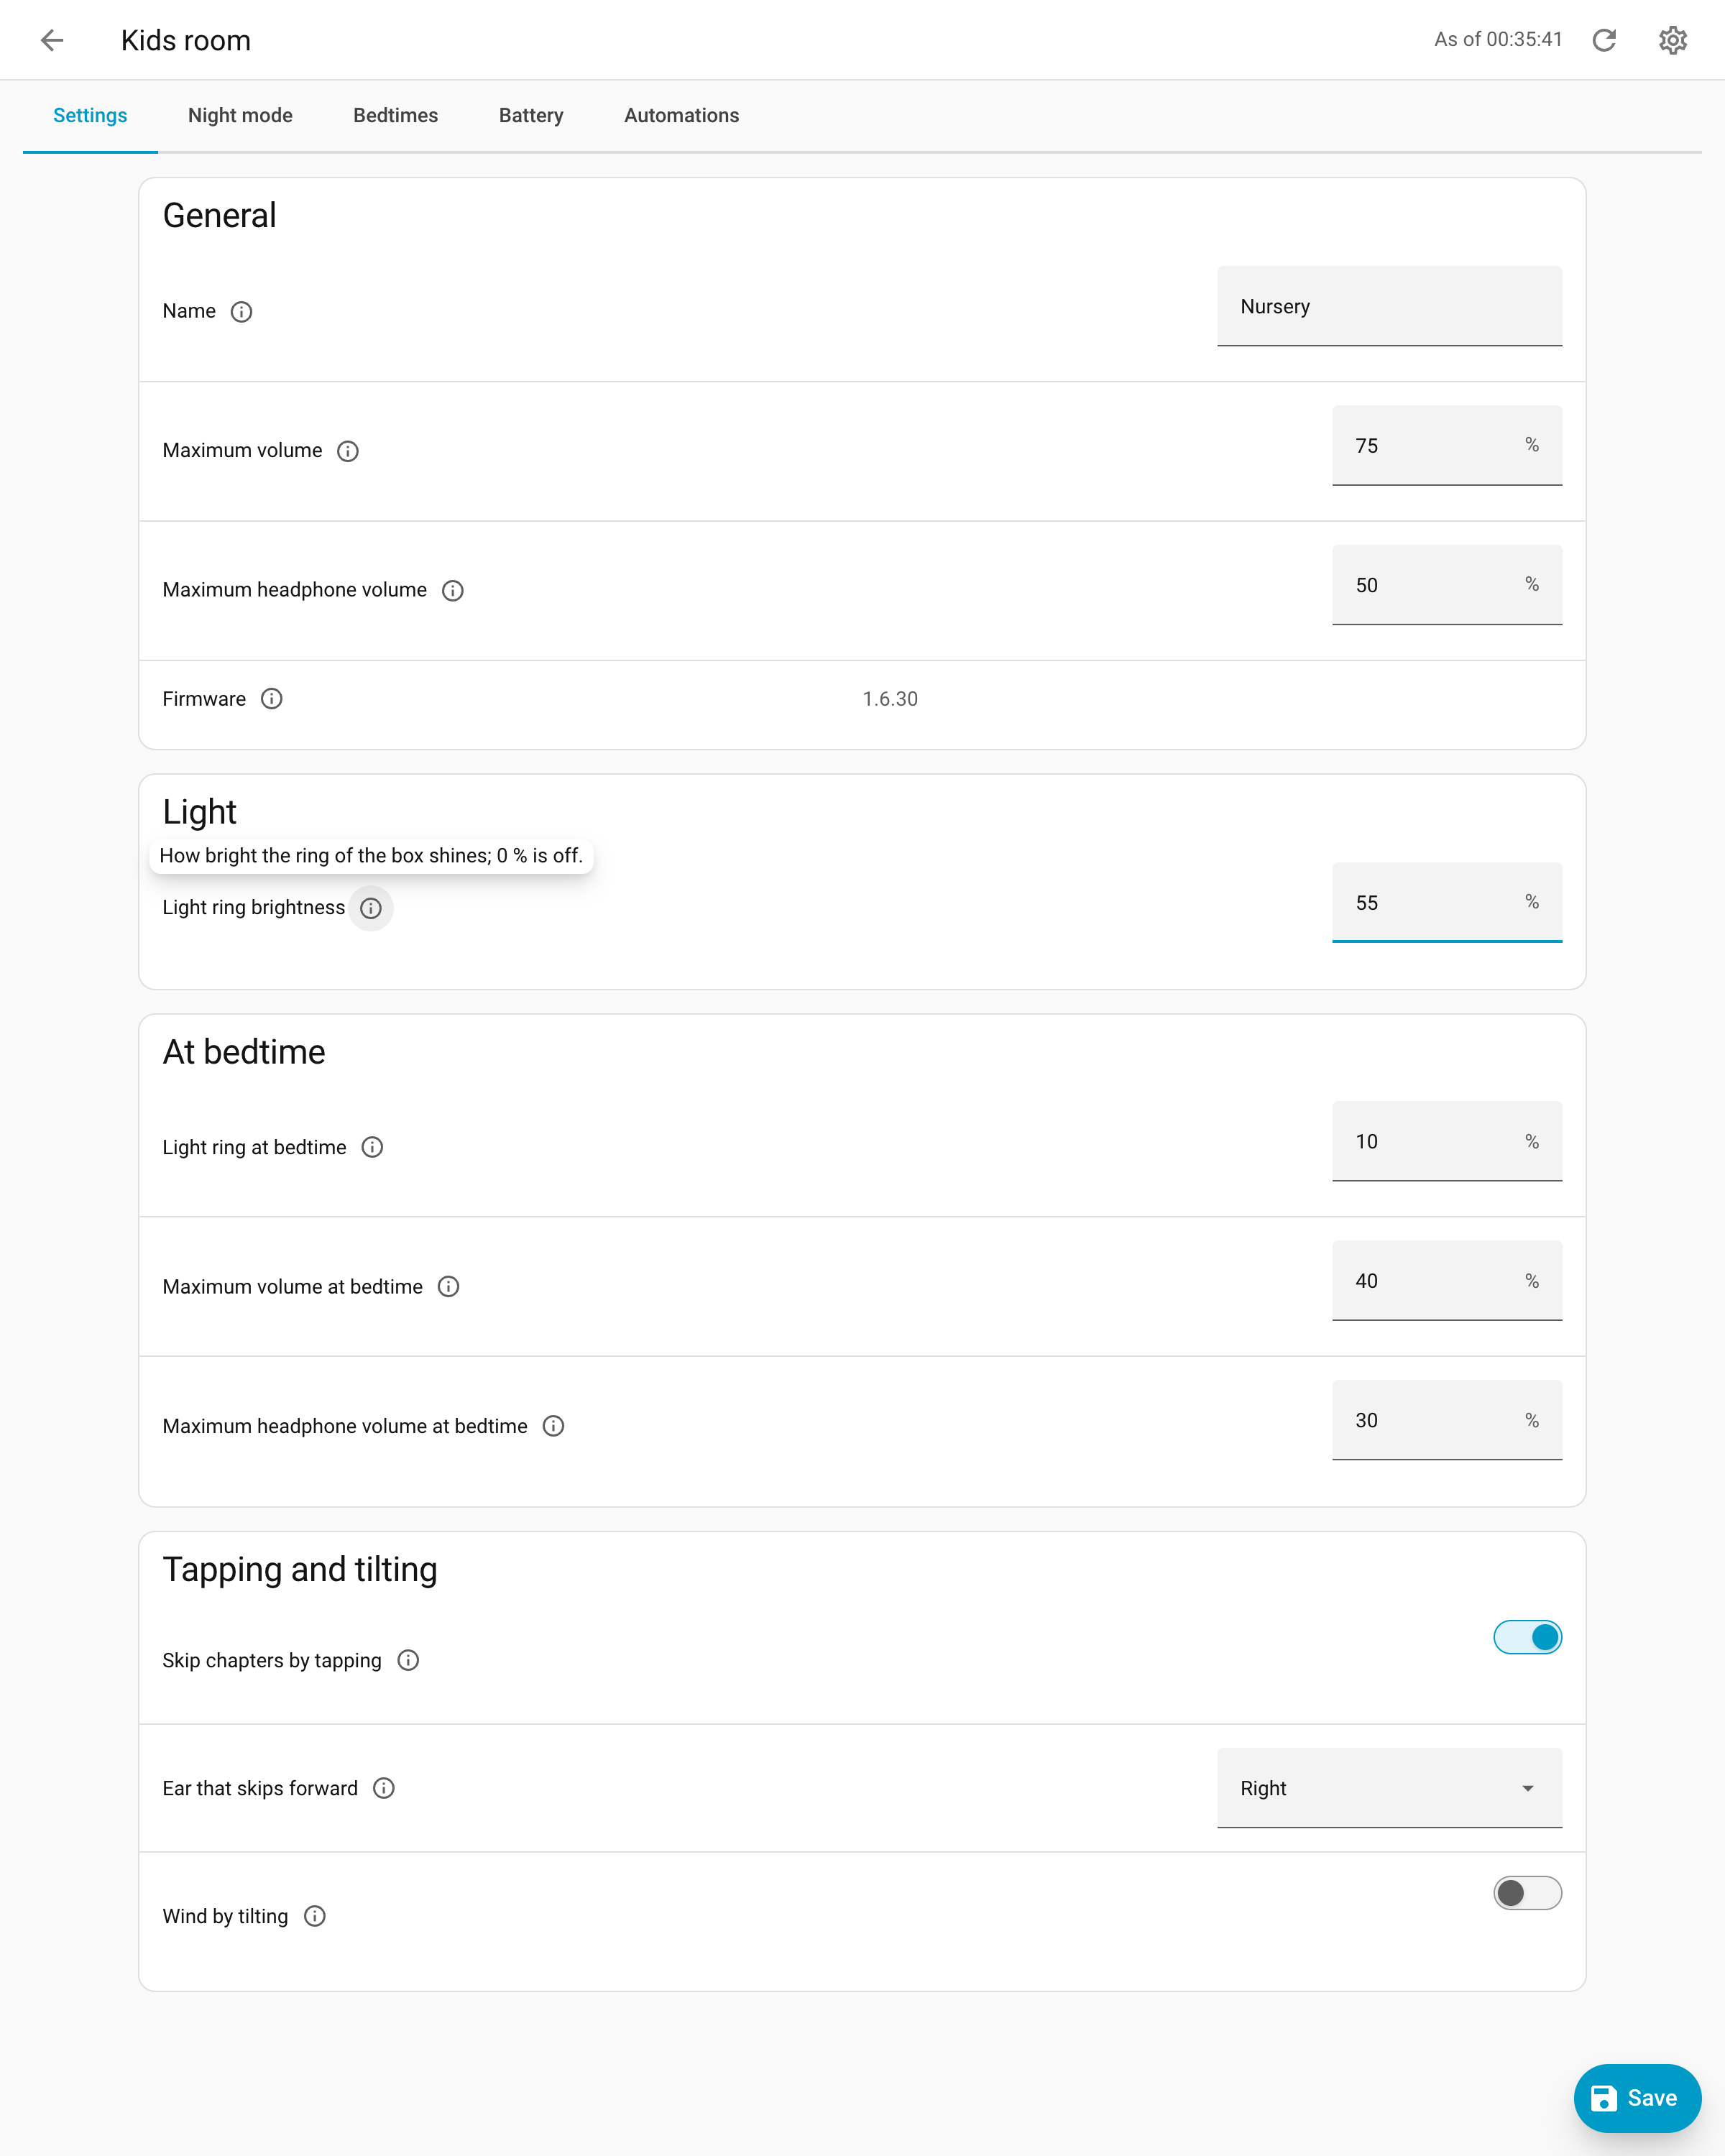 Kids room
As of 00:35:41
Settings
Night mode
Bedtimes
Battery
Automations
General
Name
Nursery
Maximum volume
75 %
Maximum headphone volume
50 %
Firmware
1.6.30
Light
How bright the ring of the box shines; 0 % is off.
Light ring brightness
55 %
At bedtime
Light ring at bedtime
10 %
Maximum volume at bedtime
40 %
Maximum headphone volume at bedtime
30 %
Tapping and tilting
Skip chapters by tapping
Ear that skips forward
Right
Wind by tilting
Save